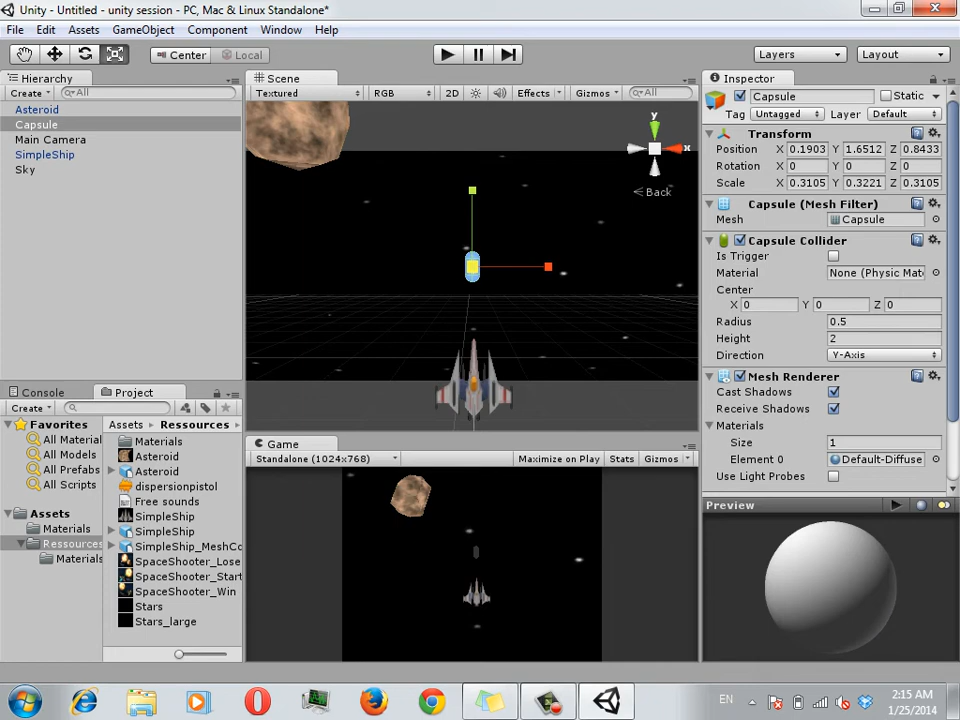 Unity - Untitled - unity session - PC, Mac & Linux Standalone*
File Edit Assets GameObject Component Window Help
Center Local Layers Layout
Hierarchy
Create All
Asteroid
Capsule
Main Camera
SimpleShip
Sky
Scene
Textured RGB 2D Effects Gizmos All
y
x
Back
Console Project
Create
Favorites
All Material
All Models
All Prefabs
All Scripts
Assets
Materials
Ressources
Materials
Assets Ressources
Materials
Asteroid
Asteroid
dispersionpistol
Free sounds
SimpleShip
SimpleShip
SimpleShip_MeshCo
SpaceShooter_Lose
SpaceShooter_Start
SpaceShooter_Win
Stars
Stars_large
Game
Standalone (1024x768) Maximize on Play Stats Gizmos
Inspector
Capsule Static
Tag Untagged Layer Default
Transform
Position X 0.1903 Y 1.6512 Z 0.8433
Rotation X 0 Y 0 Z 0
Scale X 0.3105 Y 0.3221 Z 0.3105
Capsule (Mesh Filter)
Mesh Capsule
Capsule Collider
Is Trigger
Material None (Physic Mat
Center
X 0 Y 0 Z 0
Radius 0.5
Height 2
Direction Y-Axis
Mesh Renderer
Cast Shadows
Receive Shadows
Materials
Size 1
Element 0 Default-Diffuse
Use Light Probes
Preview
EN
2:15 AM
1/25/2014